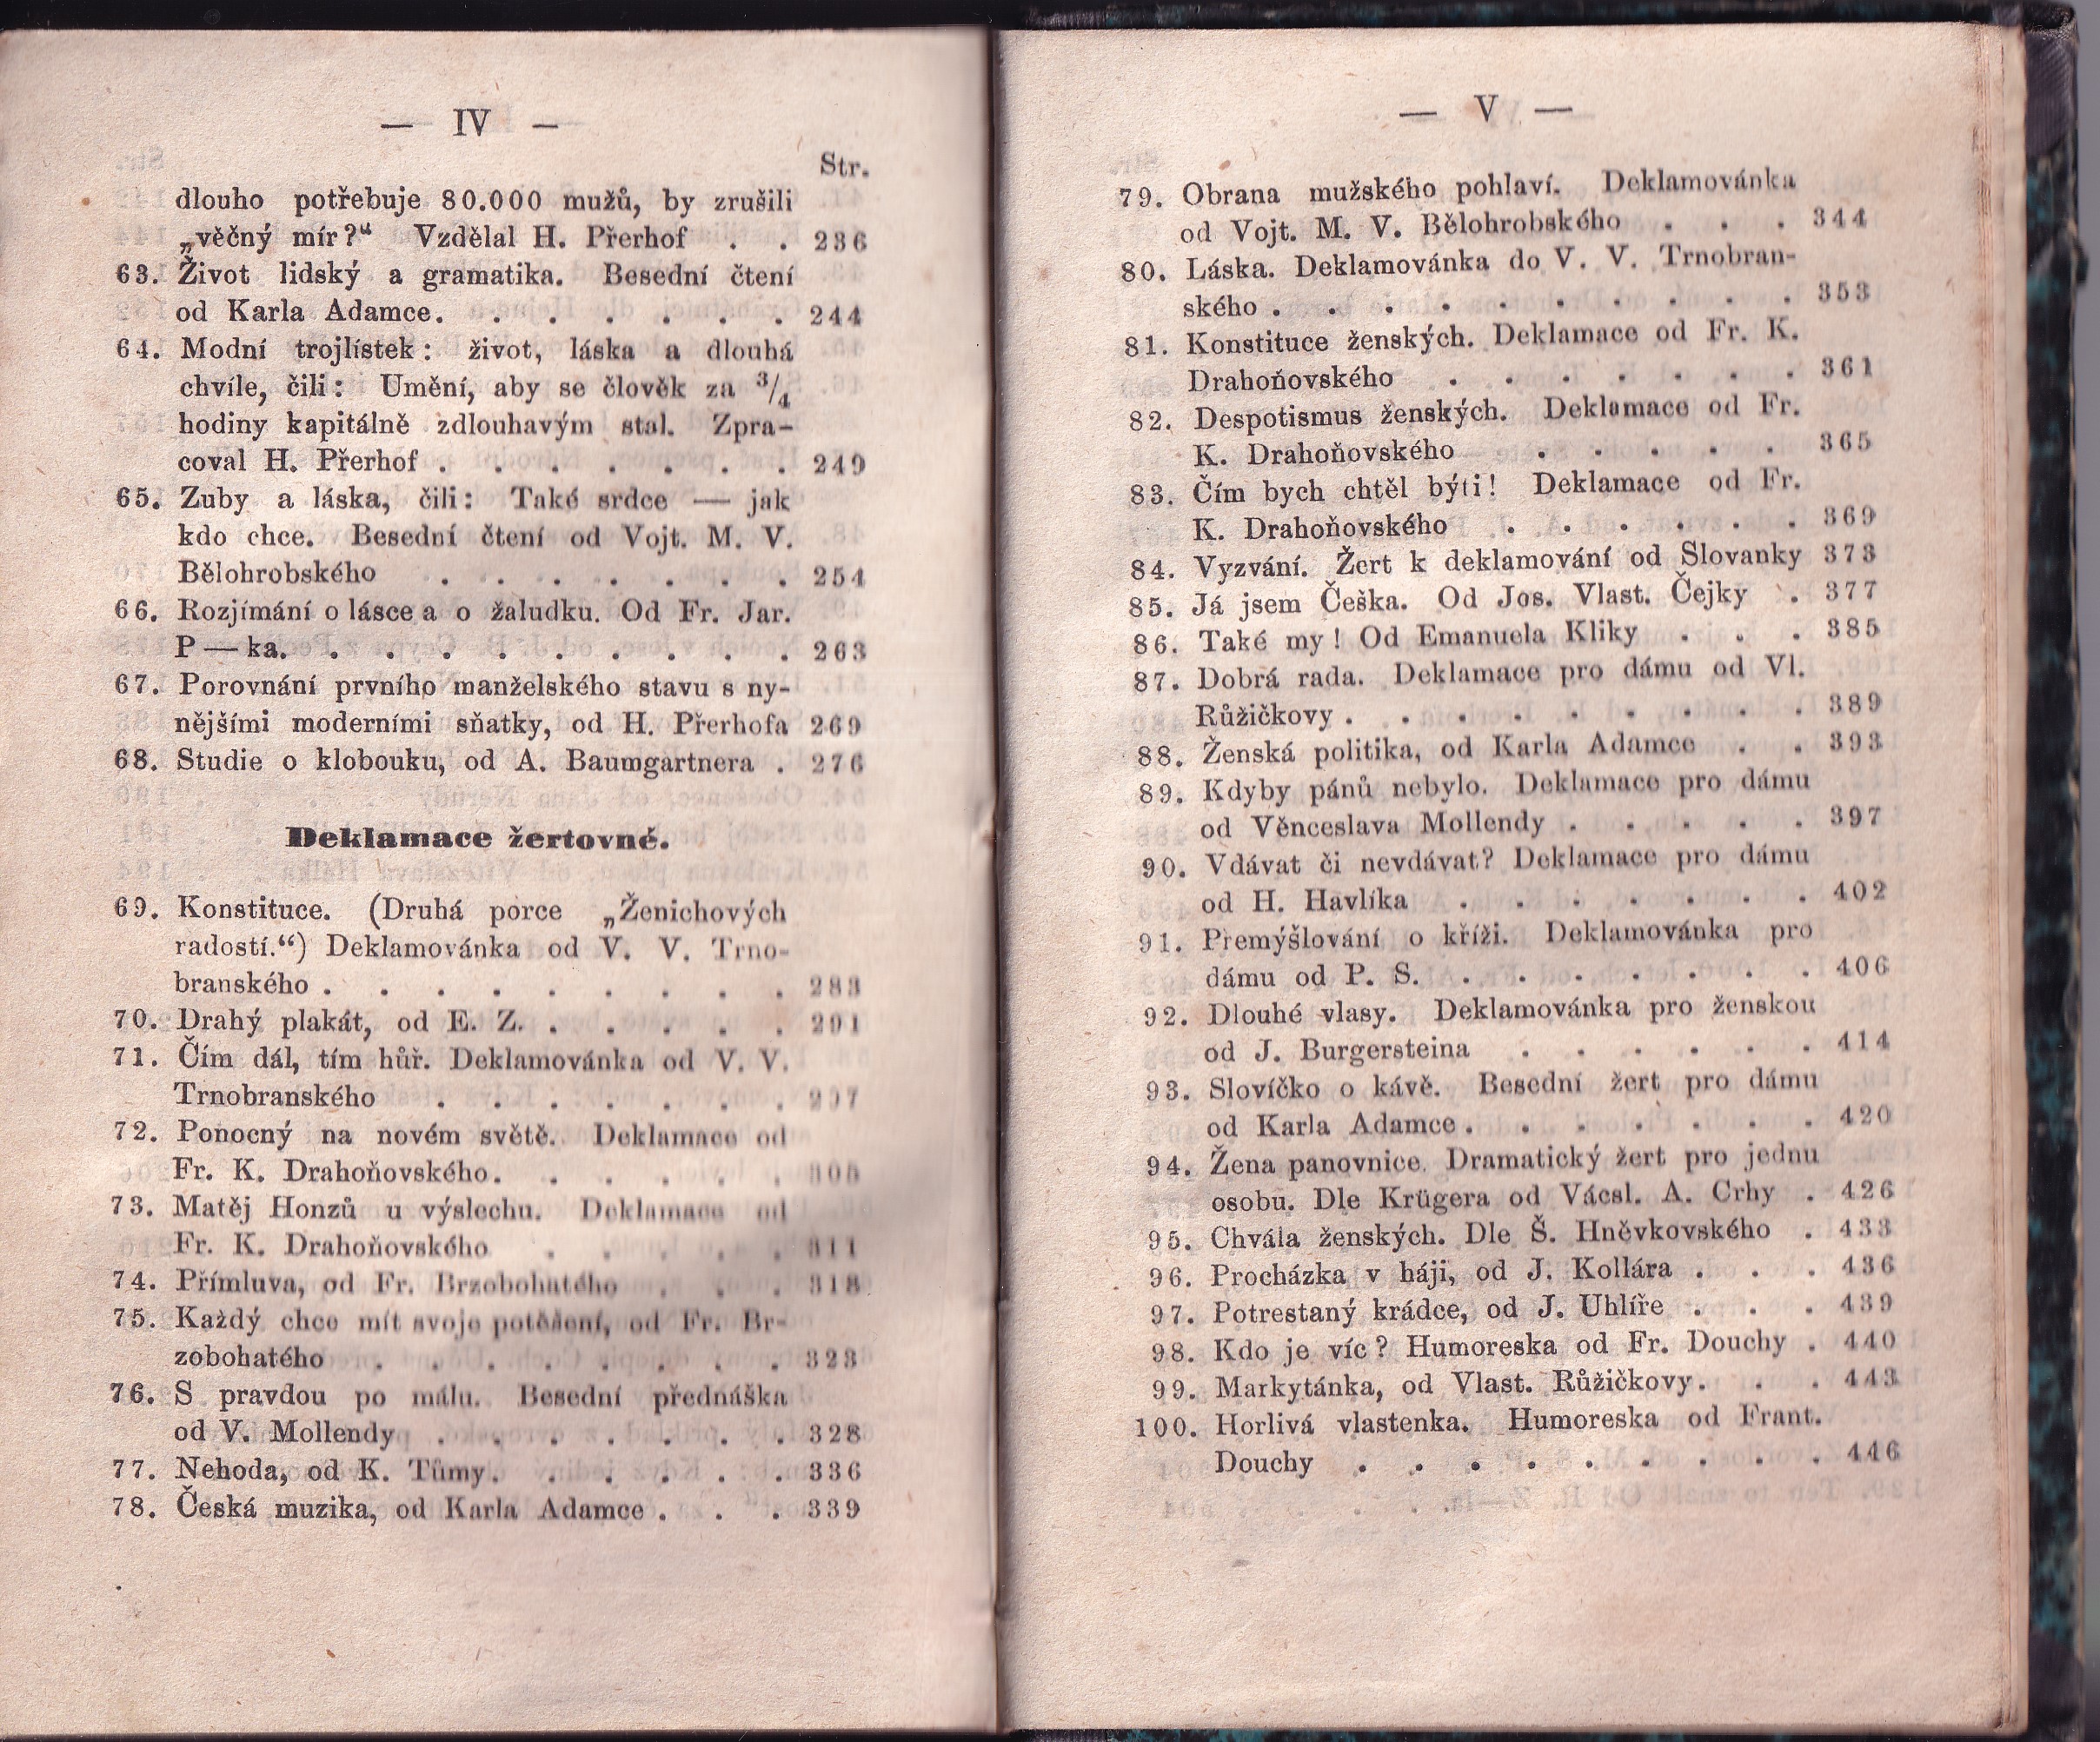 — IV —
Str.
dlouho potřebuje 80.000 mužů, by zrušili
„věčný mír?“ Vzdělal H. Přerhof . . 236
63. Život lidský a gramatika. Besední čtení
od Karla Adamce. . . . . . . 244
64. Modní trojlístek: život, láska a dlouhá
chvíle, čili: Umění, aby se člověk za 3/4
hodiny kapitálně zdlouhavým stal. Zpra-
coval H. Přerhof . . . . . . . 249
65. Zuby a láska, čili: Také srdce — jak
kdo chce. Besední čtení od Vojt. M. V.
Bělohrobského . . . . . . . 254
66. Rozjímání o lásce a o žaludku. Od Fr. Jar.
P — ka. . . . . . . . . . 263
67. Porovnání prvního manželského stavu s ny-
nějšími moderními sňatky, od H. Přerhofa 269
68. Studie o klobouku, od A. Baumgartnera . 276
Deklamace žertovné.
69. Konstituce. (Druhá porce „Ženichových
radostí.“) Deklamovánka od V. V. Trno-
branského . . . . . . . . . 283
70. Drahý plakát, od E. Z. . . . . . 291
71. Čím dál, tím hůř. Deklamovánka od V. V.
Trnobranského . . . . . . . 297
72. Ponocný na novém světě. Deklamace od
Fr. K. Drahoňovského. . . . . . 305
73. Matěj Honzů u výslechu. Deklamace od
Fr. K. Drahoňovského . . . . . 311
74. Přímluva, od Fr. Brzobohatého . . . 318
75. Každý chce mít svoje potěšení, od Fr. Br-
zobohatého . . . . . . . . 323
76. S pravdou po málu. Besední přednáška
od V. Mollendy . . . . . . . 328
77. Nehoda, od K. Tůmy. . . . . . 336
78. Česká muzika, od Karla Adamce . . . 339
— V —
79. Obrana mužského pohlaví. Deklamovánka
od Vojt. M. V. Bělohrobského . . . 344
80. Láska. Deklamovánka do V. V. Trnobran-
ského . . . . . . . . . . 353
81. Konstituce ženských. Deklamace od Fr. K.
Drahoňovského . . . . . . . 361
82. Despotismus ženských. Deklamace od Fr.
K. Drahoňovského . . . . . 365
83. Čím bych chtěl býti! Deklamace od Fr.
K. Drahoňovského . . . . . . 369
84. Vyzvání. Žert k deklamování od Slovanky 373
85. Já jsem Češka. Od Jos. Vlast. Čejky . 377
86. Také my! Od Emanuela Kliky . . . 385
87. Dobrá rada. Deklamace pro dámu od Vl.
Růžičkovy . . . . . . . . . 389
88. Ženská politika, od Karla Adamce . . 393
89. Kdyby pánů nebylo. Deklamace pro dámu
od Věnceslava Mollendy . . . . . 397
90. Vdávat či nevdávat? Deklamace pro dámu
od H. Havlíka . . . . . . . 402
91. Přemýšlování o kříži. Deklamovánka pro
dámu od P. S. . . . . . . . 406
92. Dlouhé vlasy. Deklamovánka pro ženskou
od J. Burgersteina . . . . . . 414
93. Slovíčko o kávě. Besední žert pro dámu
od Karla Adamce . . . . . . . 420
94. Žena panovnice. Dramatický žert pro jednu
osobu. Dle Krügera od Vácsl. A. Crhy . 426
95. Chvála ženských. Dle Š. Hněvkovského . 433
96. Procházka v háji, od J. Kollára . . . 436
97. Potrestaný krádce, od J. Uhlíře . . . 439
98. Kdo je víc? Humoreska od Fr. Douchy . 440
99. Markytánka, od Vlast. Růžičkovy. . . 443
100. Horlivá vlastenka. Humoreska od Frant.
Douchy . . . . . . . . . 446